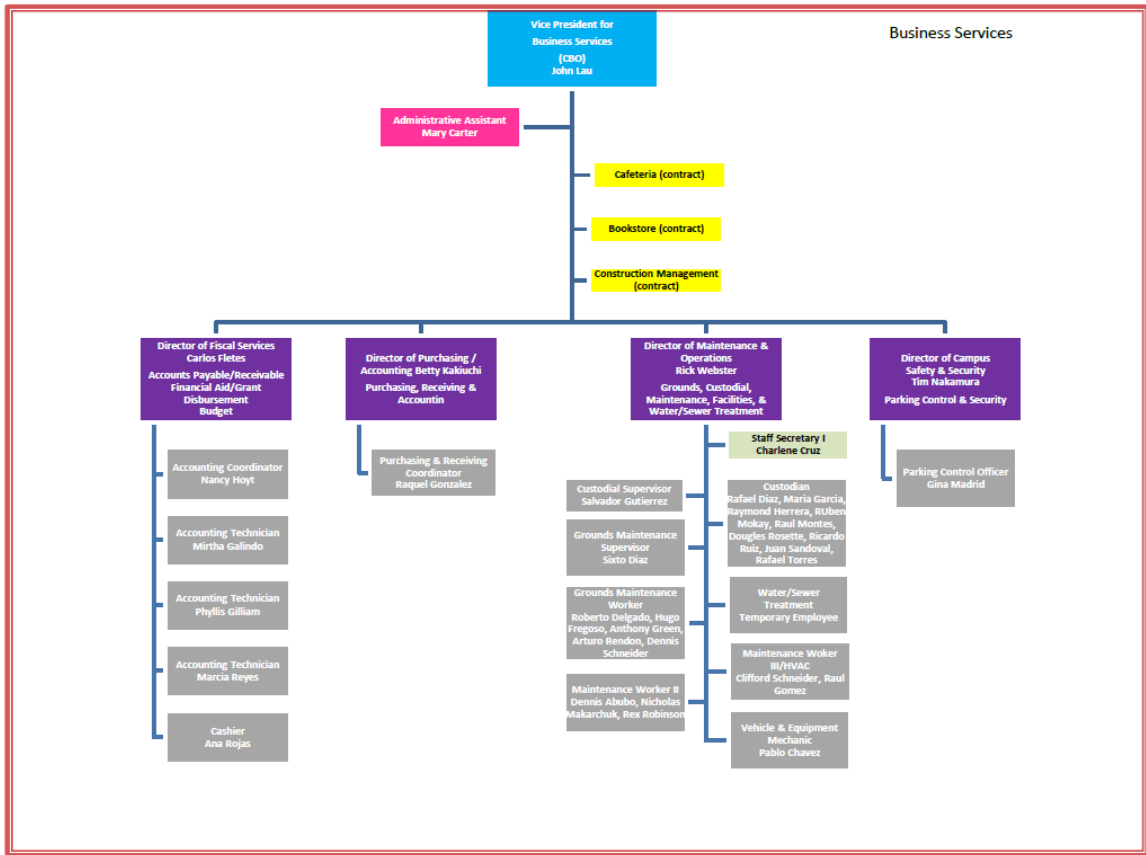 Business Services
Vice President for
Business Services
(CBO)
John Lau
Administrative Assistant
Mary Carter
Cafeteria (contract)
Bookstore (contract)
Construction Management
(contract)
Director of Fiscal Services
Carlos Fletes
Accounts Payable/Receivable
Financial Aid/Grant
Disbursement
Budget
Accounting Coordinator
Nancy Hoyt
Accounting Technician
Mirtha Galindo
Accounting Technician
Phyllis Gilliam
Accounting Technician
Marcia Reyes
Cashier
Ana Rojas
Director of Purchasing /
Accounting Betty Kakiuchi
Purchasing, Receiving &
Accountin
Purchasing & Receiving
Coordinator
Raquel Gonzalez
Director of Maintenance &
Operations
Rick Webster
Grounds, Custodial,
Maintenance, Facilities, &
Water/Sewer Treatment
Staff Secretary I
Charlene Cruz
Custodial Supervisor
Salvador Gutierrez
Custodian
Rafael Diaz, Maria Garcia,
Raymond Herrera, RUben
Mokay, Raul Montes,
Dougles Rosette, Ricardo
Ruiz, Juan Sandoval,
Rafael Torres
Grounds Maintenance
Supervisor
Sixto Diaz
Grounds Maintenance
Worker
Roberto Delgado, Hugo
Fregoso, Anthony Green,
Arturo Rendon, Dennis
Schneider
Water/Sewer
Treatment
Temporary Employee
Maintenance Woker
III/HVAC
Clifford Schneider, Raul
Gomez
Maintenance Worker II
Dennis Abubo, Nicholas
Makarchuk, Rex Robinson
Vehicle & Equipment
Mechanic
Pablo Chavez
Director of Campus
Safety & Security
Tim Nakamura
Parking Control & Security
Parking Control Officer
Gina Madrid